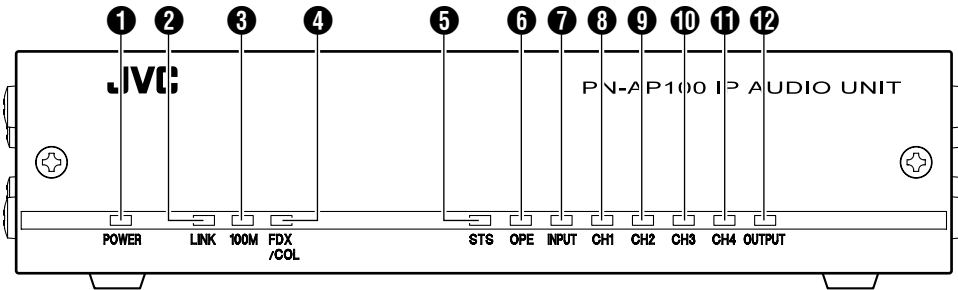 1 2 3 4 5 6 7 8 9 10 11 12
JVC PN-AP100 IP AUDIO UNIT
POWER LINK 100M FDX /COL STS OPE INPUT CH1 CH2 CH3 CH4 OUTPUT